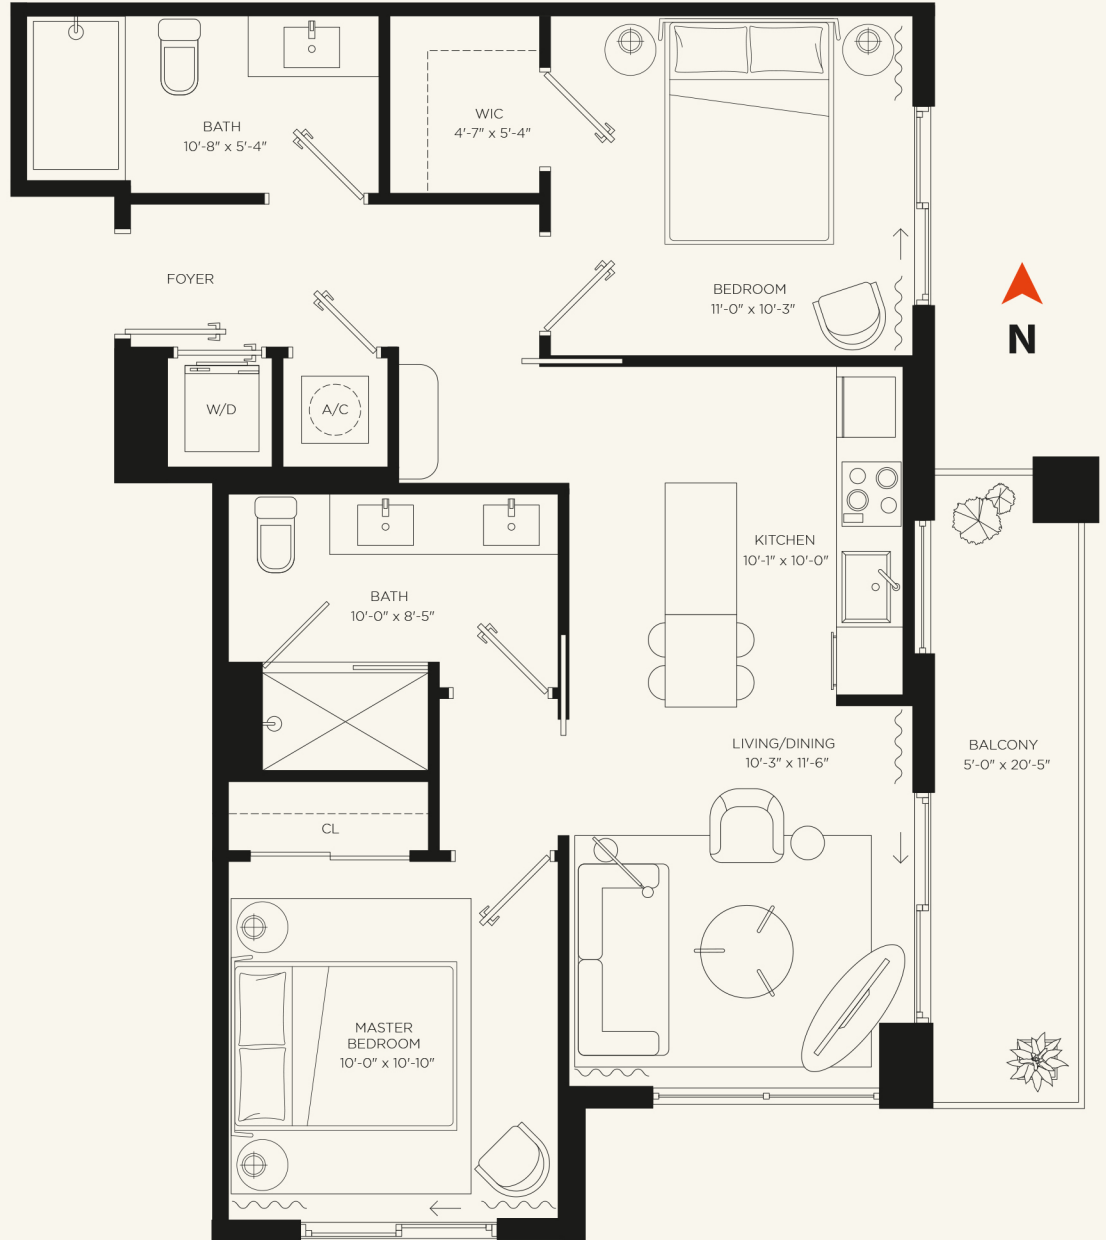 BATH
10'-8" x 5'-4"
WIC
4'-7" x 5'-4"
FOYER
BEDROOM
11'-0" x 10'-3"
N
W/D
A/C
KITCHEN
10'-1" x 10'-0"
BATH
10'-0" x 8'-5"
LIVING/DINING
10'-3" x 11'-6"
BALCONY
5'-0" x 20'-5"
CL
MASTER
BEDROOM
10'-0" x 10'-10"